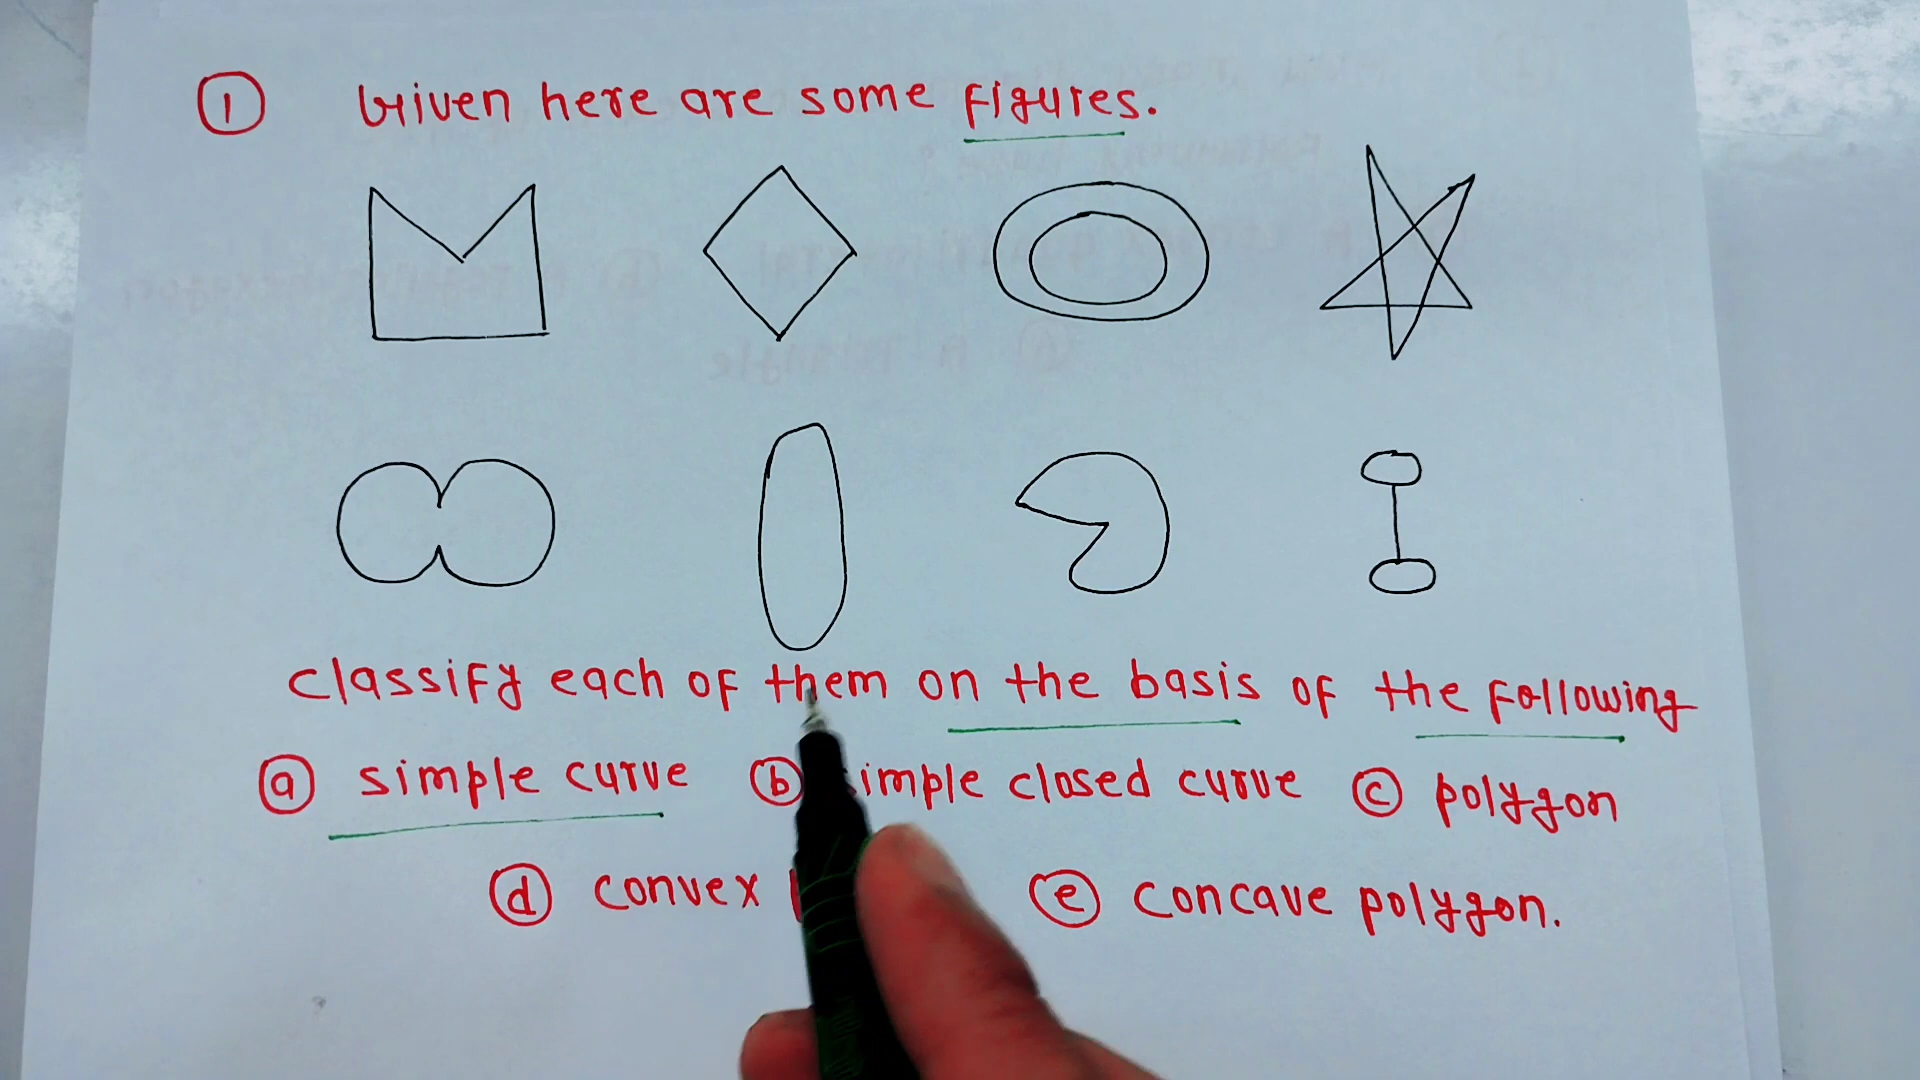 ① Given here are some figures.
classify each of them on the basis of the following
ⓐ simple curve ⓑ simple closed curve ⓒ polygon
ⓓ convex ⓔ concave polygon.